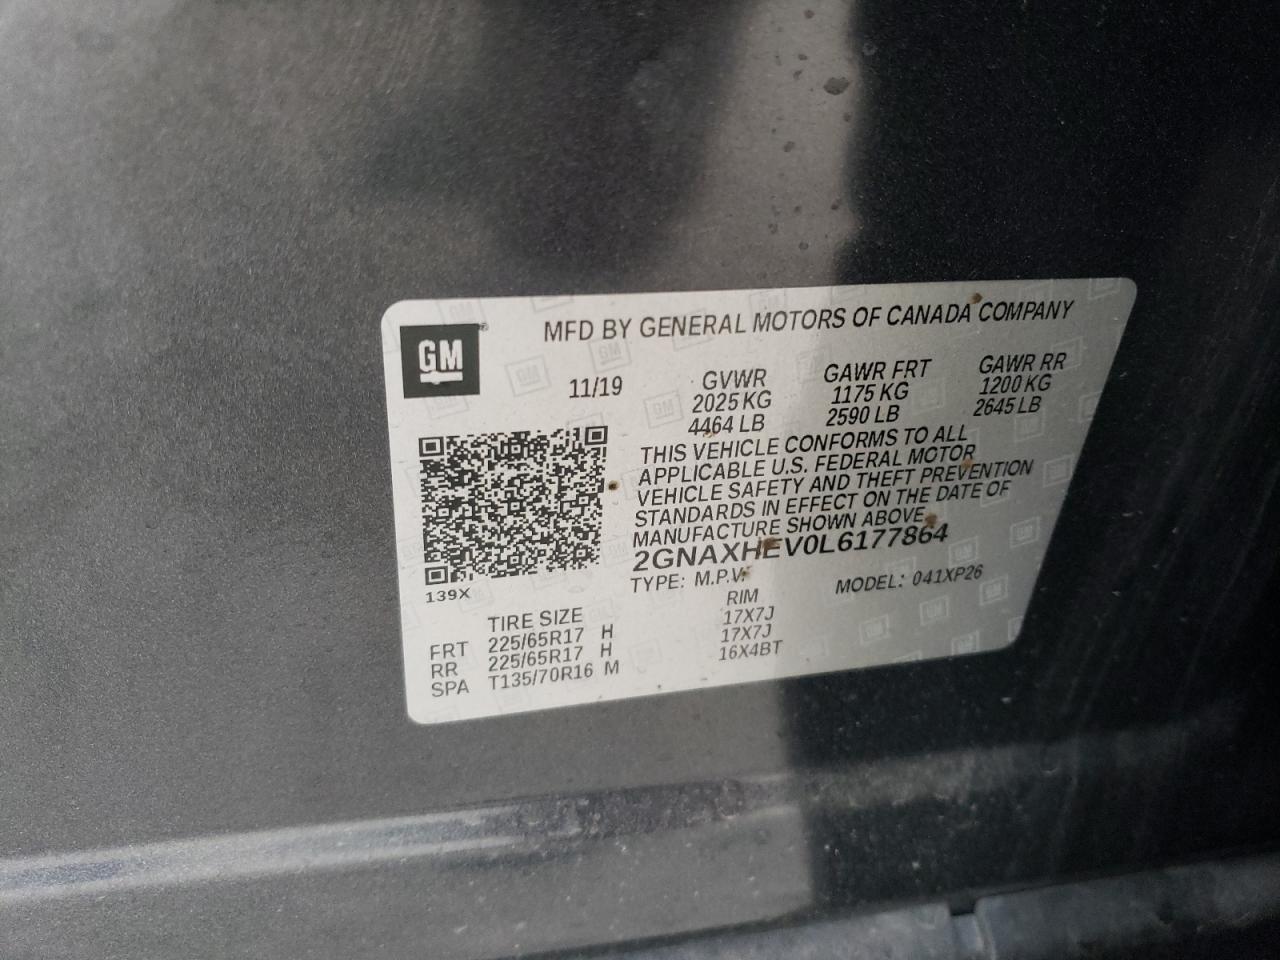 GM
MFD BY GENERAL MOTORS OF CANADA COMPANY
11/19 GVWR GAWR FRT GAWR RR
2025 KG 1175 KG 1200 KG
4464 LB 2590 LB 2645 LB
THIS VEHICLE CONFORMS TO ALL
APPLICABLE U.S. FEDERAL MOTOR
VEHICLE SAFETY AND THEFT PREVENTION
STANDARDS IN EFFECT ON THE DATE OF
MANUFACTURE SHOWN ABOVE.
2GNAXHEV0L6177864
139X
TYPE: M.P.V. MODEL: 041XP26
TIRE SIZE RIM
FRT 225/65R17 H 17X7J
RR 225/65R17 H 17X7J
SPA T135/70R16 M 16X4BT